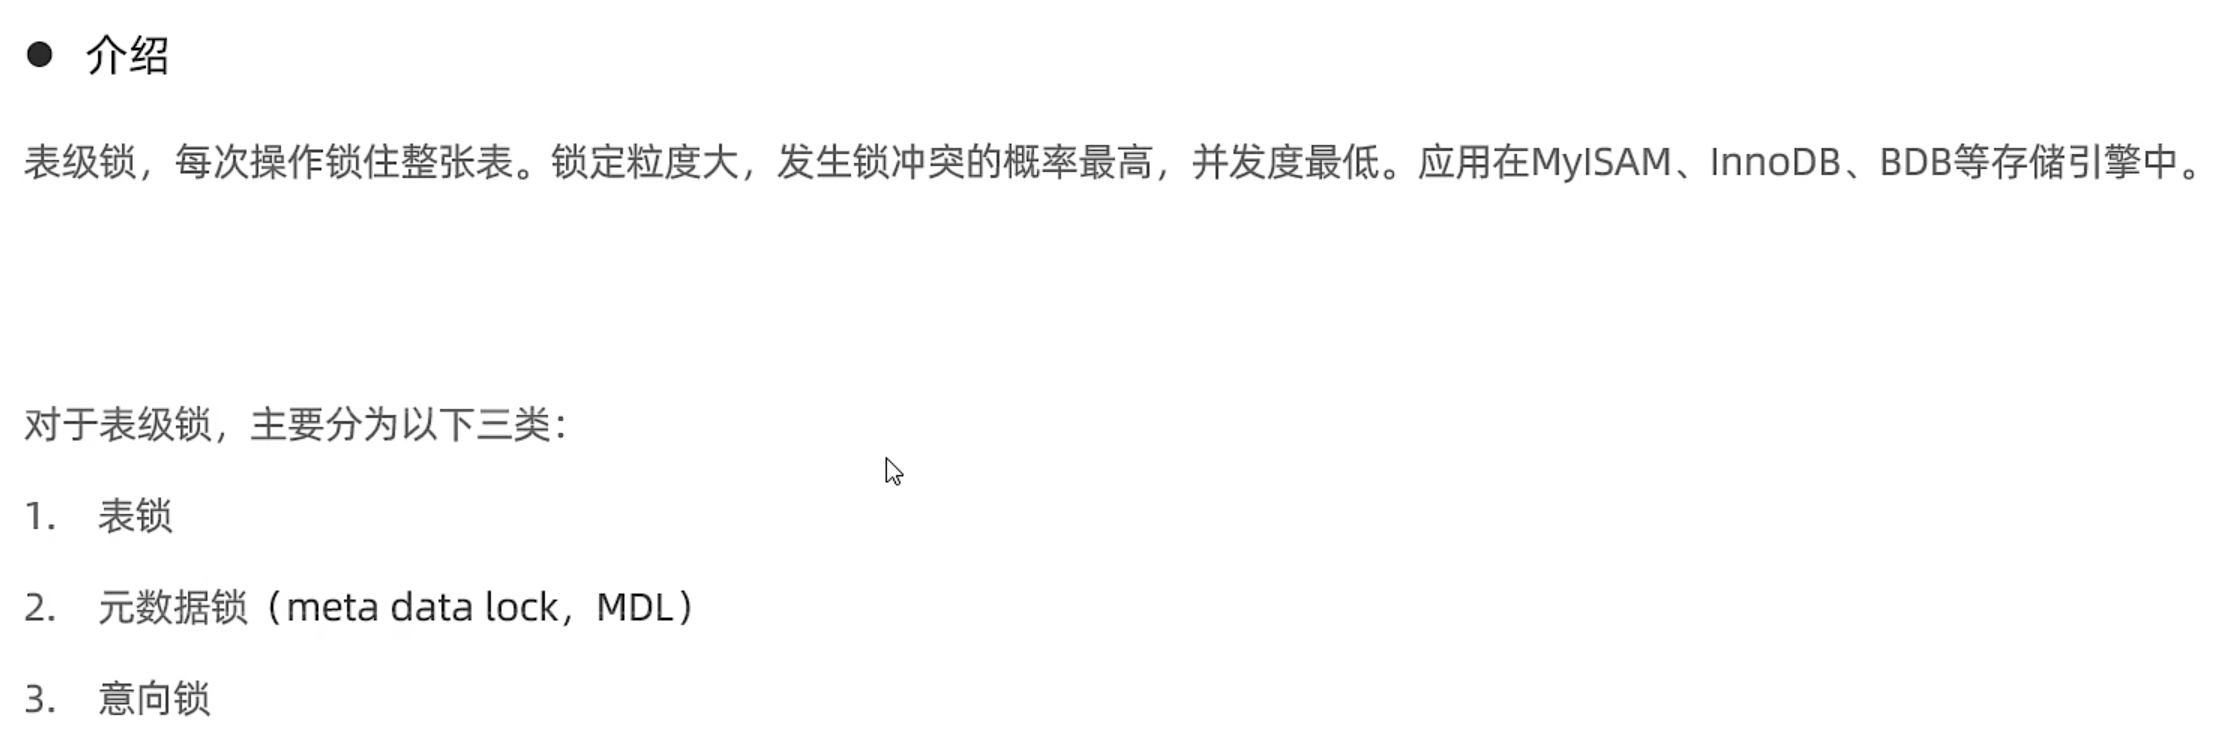 ● 介绍
表级锁，每次操作锁住整张表。锁定粒度大，发生锁冲突的概率最高，并发度最低。应用在MyISAM、InnoDB、BDB等存储引擎中。
对于表级锁，主要分为以下三类：
1. 表锁
2. 元数据锁（meta data lock，MDL）
3. 意向锁